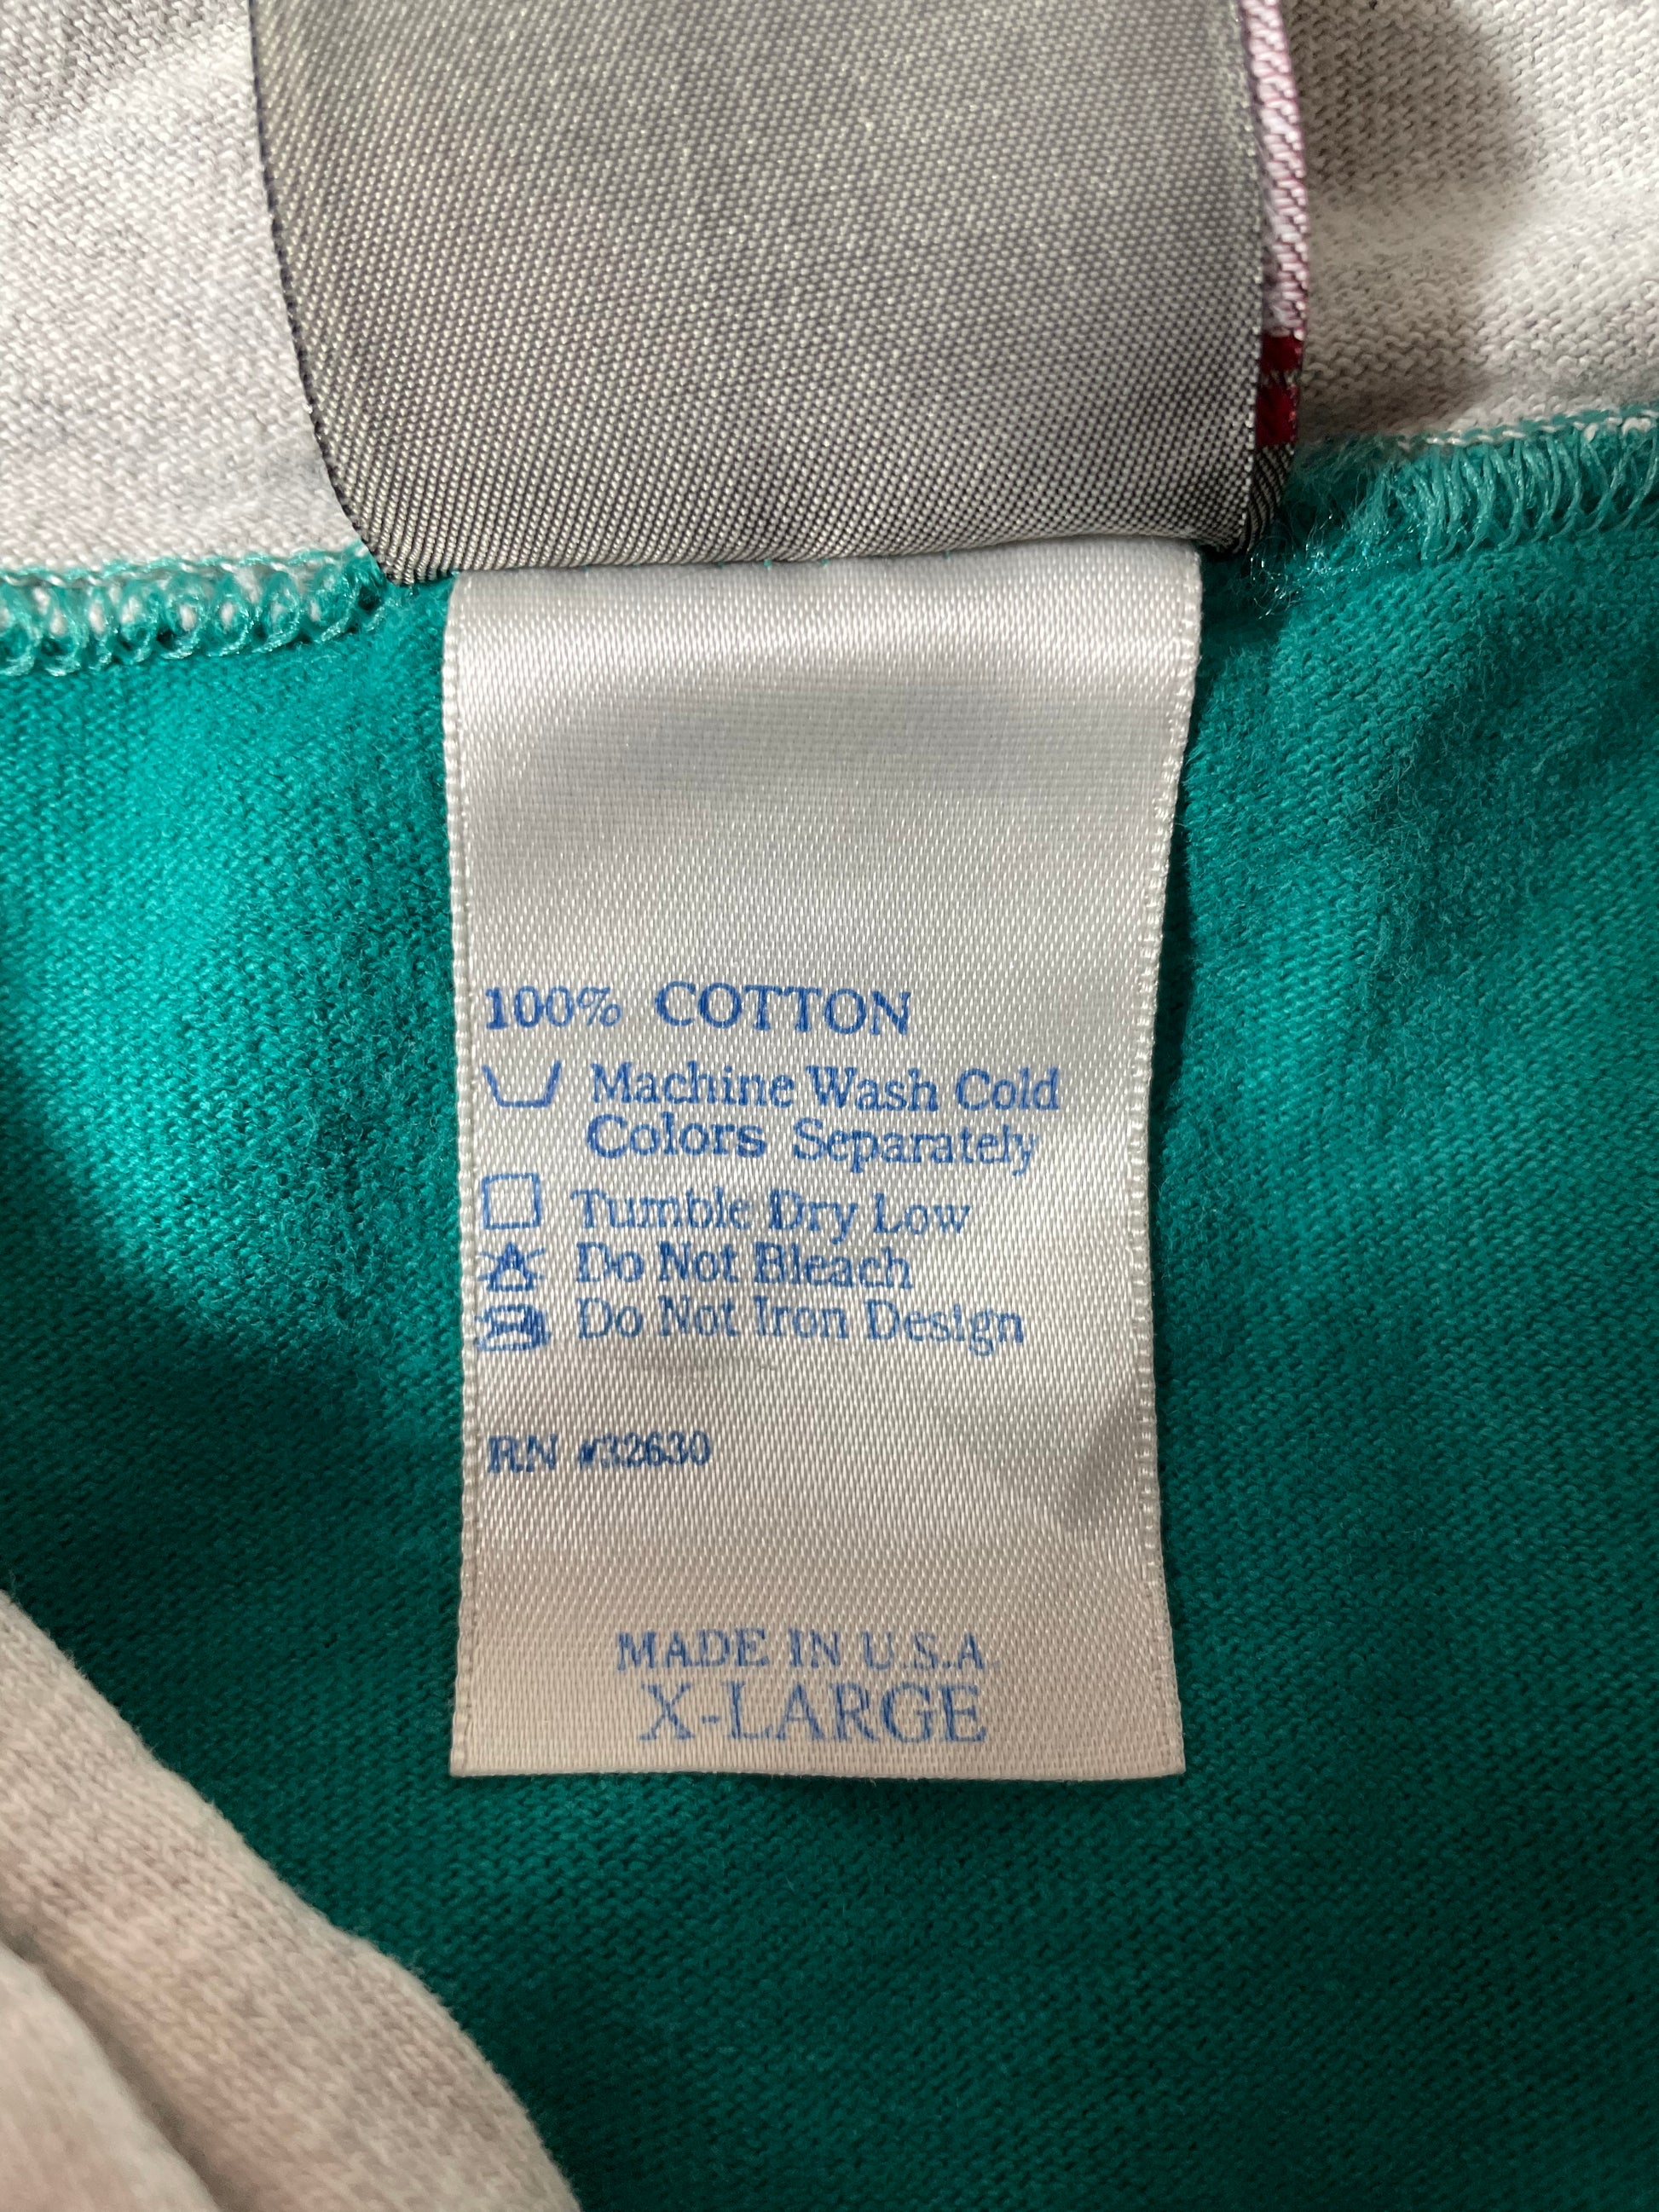 100% COTTON
Machine Wash Cold
Colors Separately
Tumble Dry Low
Do Not Bleach
Do Not Iron Design
RN #32630
MADE IN U.S.A
X-LARGE